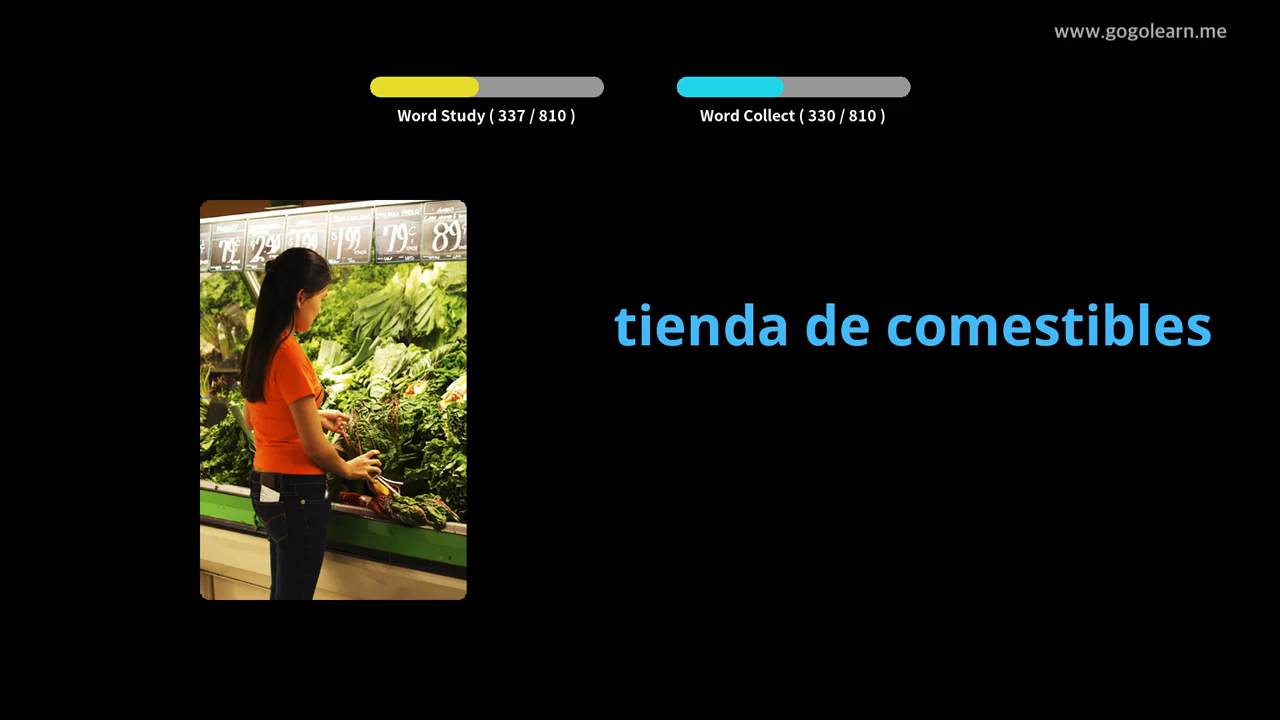 www.gogolearn.me
Word Study ( 337 / 810 )
Word Collect ( 330 / 810 )
tienda de comestibles